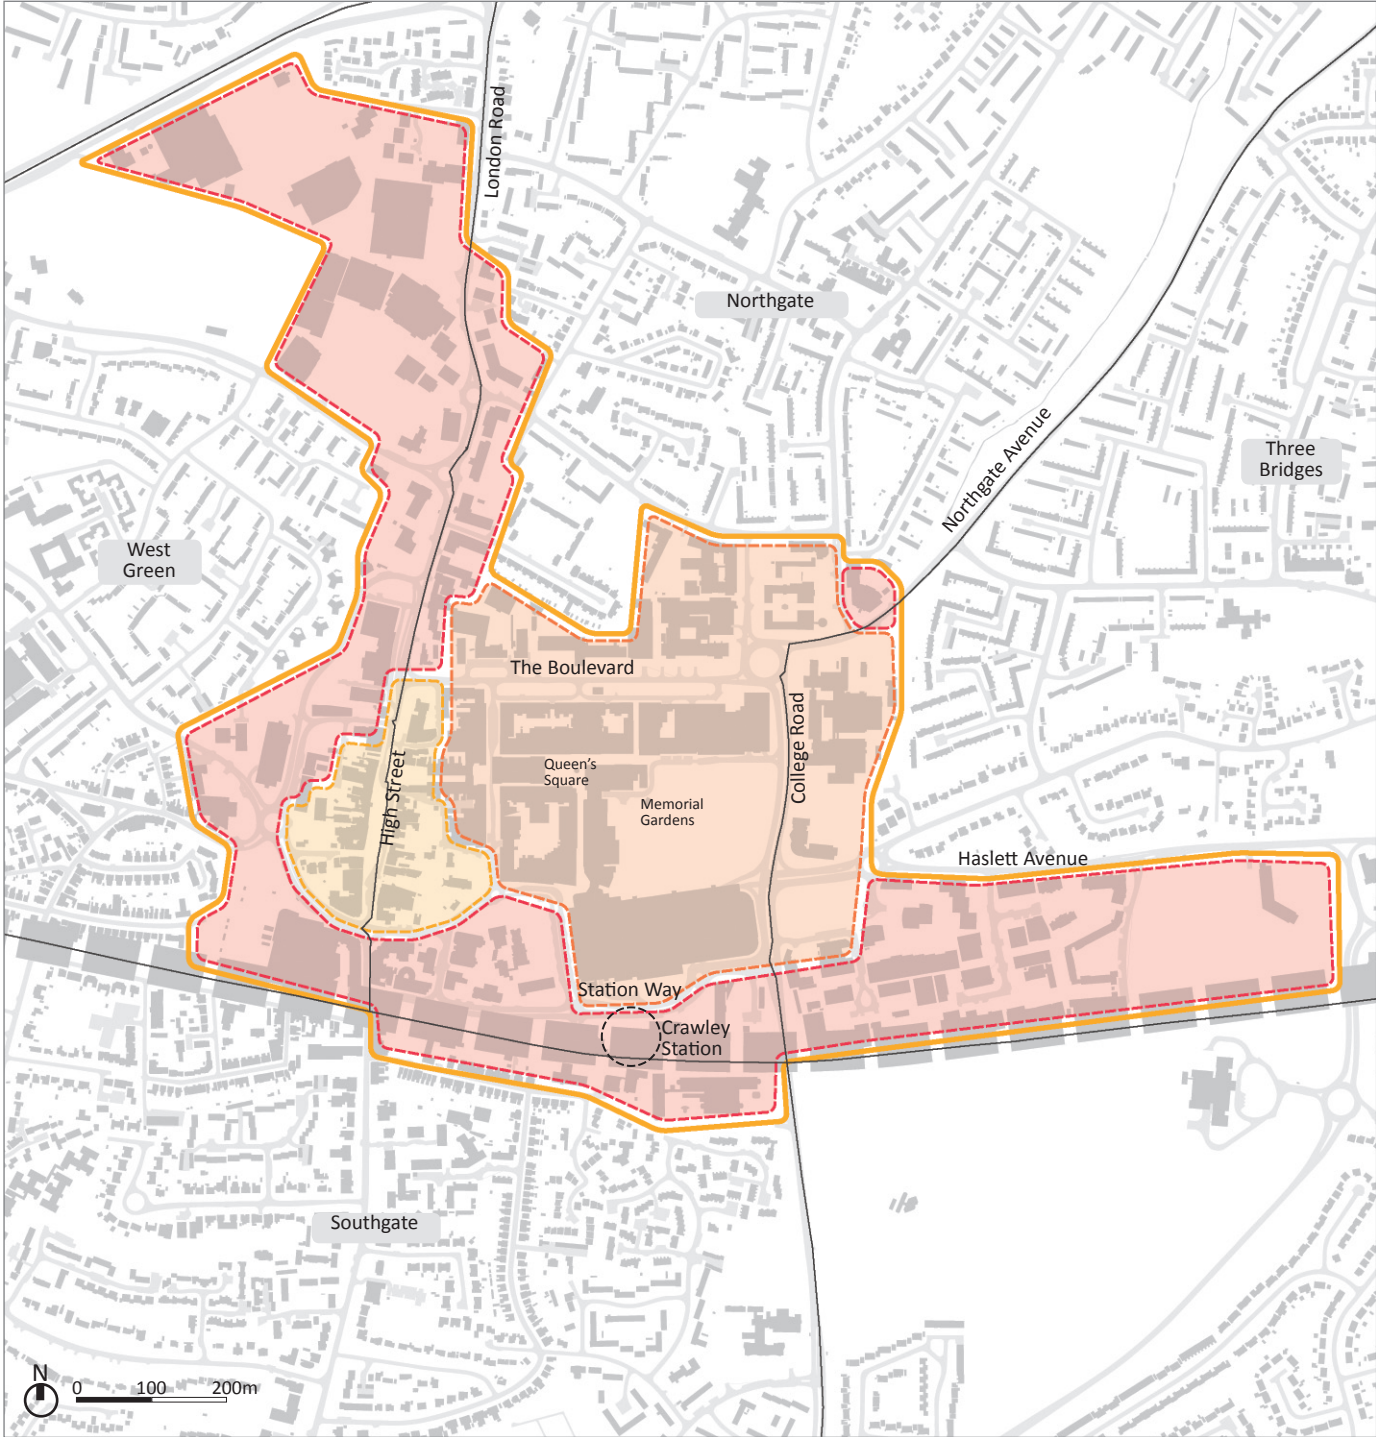 London Road
Northgate
Northgate Avenue
Three
Bridges
West
Green
The Boulevard
College Road
High Street
Queen's
Square
Memorial
Gardens
Haslett Avenue
Station Way
Crawley
Station
Southgate
N
0 100 200m